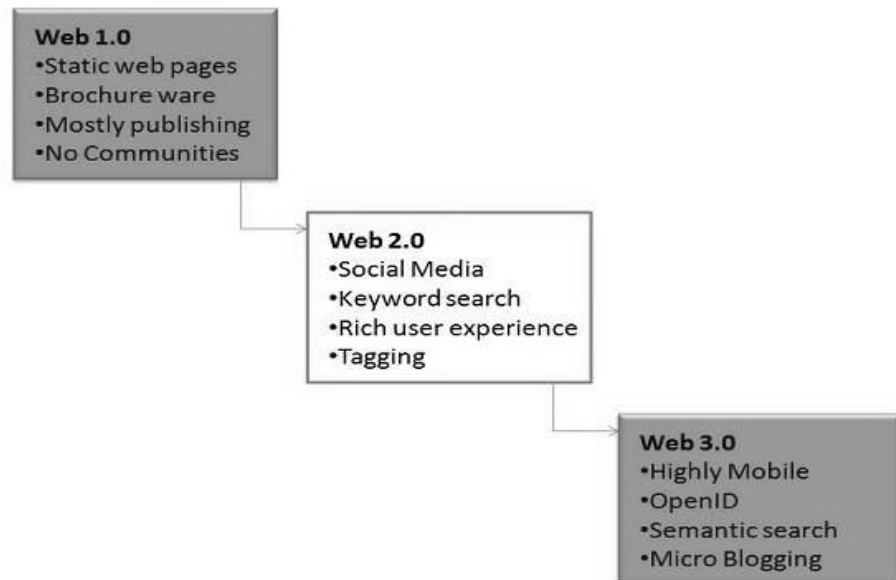 Web 1.0
•Static web pages
•Brochure ware
•Mostly publishing
•No Communities
Web 2.0
•Social Media
•Keyword search
•Rich user experience
•Tagging
Web 3.0
•Highly Mobile
•OpenID
•Semantic search
•Micro Blogging